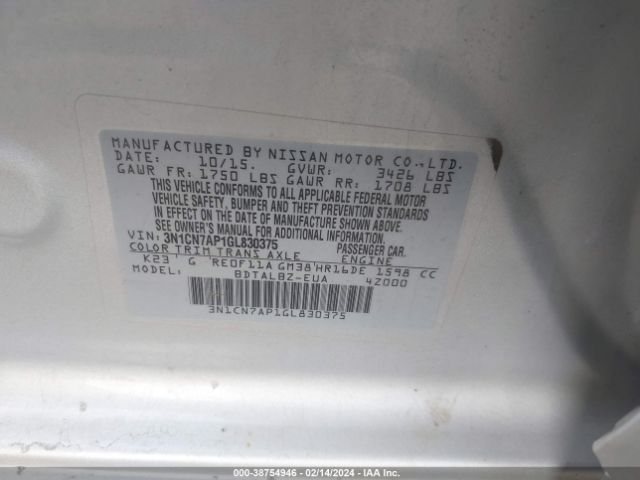 MANUFACTURED BY NISSAN MOTOR CO.,LTD.
DATE: 10/15. GVWR: 3426 LBS
GAWR FR: 1750 LBS GAWR RR: 1708 LBS
THIS VEHICLE CONFORMS TO ALL APPLICABLE FEDERAL MOTOR
VEHICLE SAFETY, BUMPER AND THEFT PREVENTION STANDARDS
IN EFFECT ON THE DATE OF MANUFACTURE SHOWN ABOVE.
SEE OWNER'S MANUAL FOR ADDITIONAL INFORMATION.
VIN: 3N1CN7AP1GL830375 PASSENGER CAR.
COLOR TRIM TRANS AXLE ENGINE
K23 G RE0F11A GM38 HR16DE 1598 CC
MODEL: BDTALBZ-EUA 42000
3N1CN7AP1GL830375
000-38754946 - 02/14/2024 - IAA Inc.